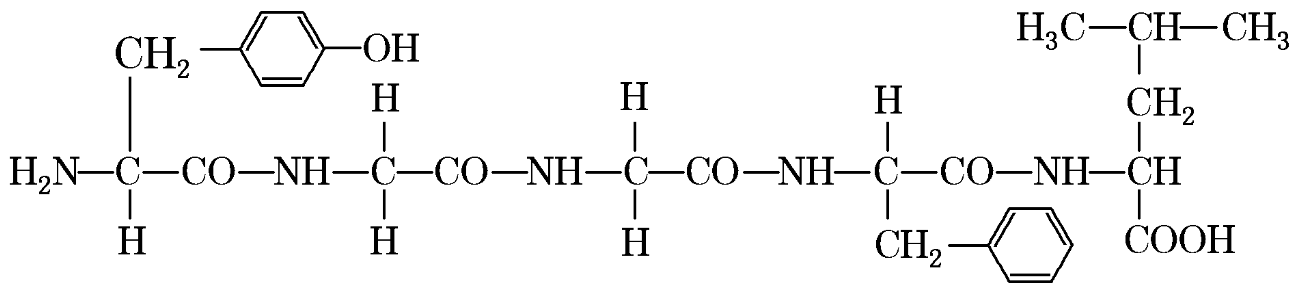 H₃C—CH—CH₃
CH₂—OH
H H H CH₂
H₂N—C—CO—NH—C—CO—NH—C—CO—NH—C—CO—NH—CH
H H H CH₂ COOH